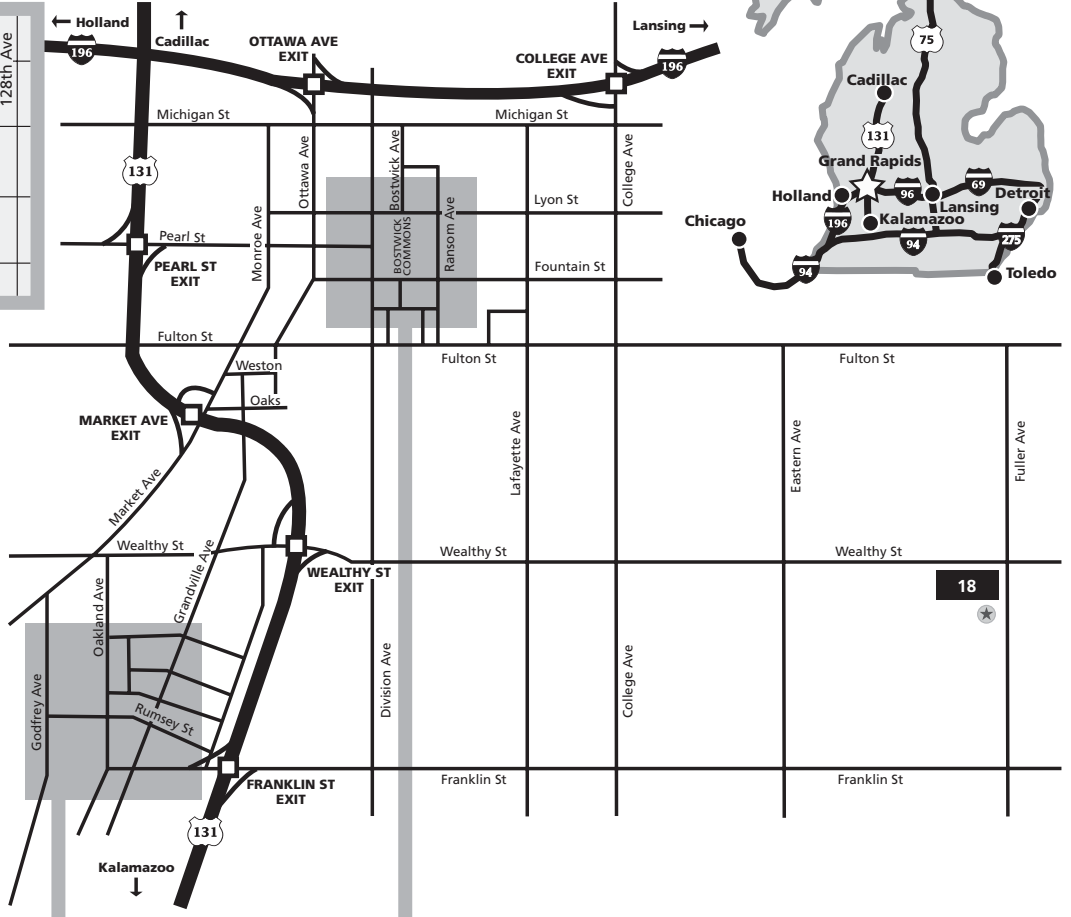 128th Ave
← Holland
196
↑
Cadillac
OTTAWA AVE
EXIT
COLLEGE AVE
EXIT
Lansing →
196
Michigan St
Michigan St
131
Ottawa Ave
Bostwick Ave
College Ave
Lyon St
Monroe Ave
BOSTWICK
COMMONS
Ransom Ave
Pearl St
PEARL ST
EXIT
Fountain St
Fulton St
Fulton St
Fulton St
Weston
Oaks
MARKET AVE
EXIT
Market Ave
Lafayette Ave
Eastern Ave
Fuller Ave
Wealthy St
Wealthy St
Wealthy St
Grandville Ave
WEALTHY ST
EXIT
18
Oakland Ave
Godfrey Ave
Rumsey St
Division Ave
College Ave
FRANKLIN ST
EXIT
Franklin St
Franklin St
131
Kalamazoo
↓
75
Cadillac
131
Grand Rapids
Holland
96
69
Detroit
Lansing
196
Kalamazoo
Chicago
94
275
94
Toledo